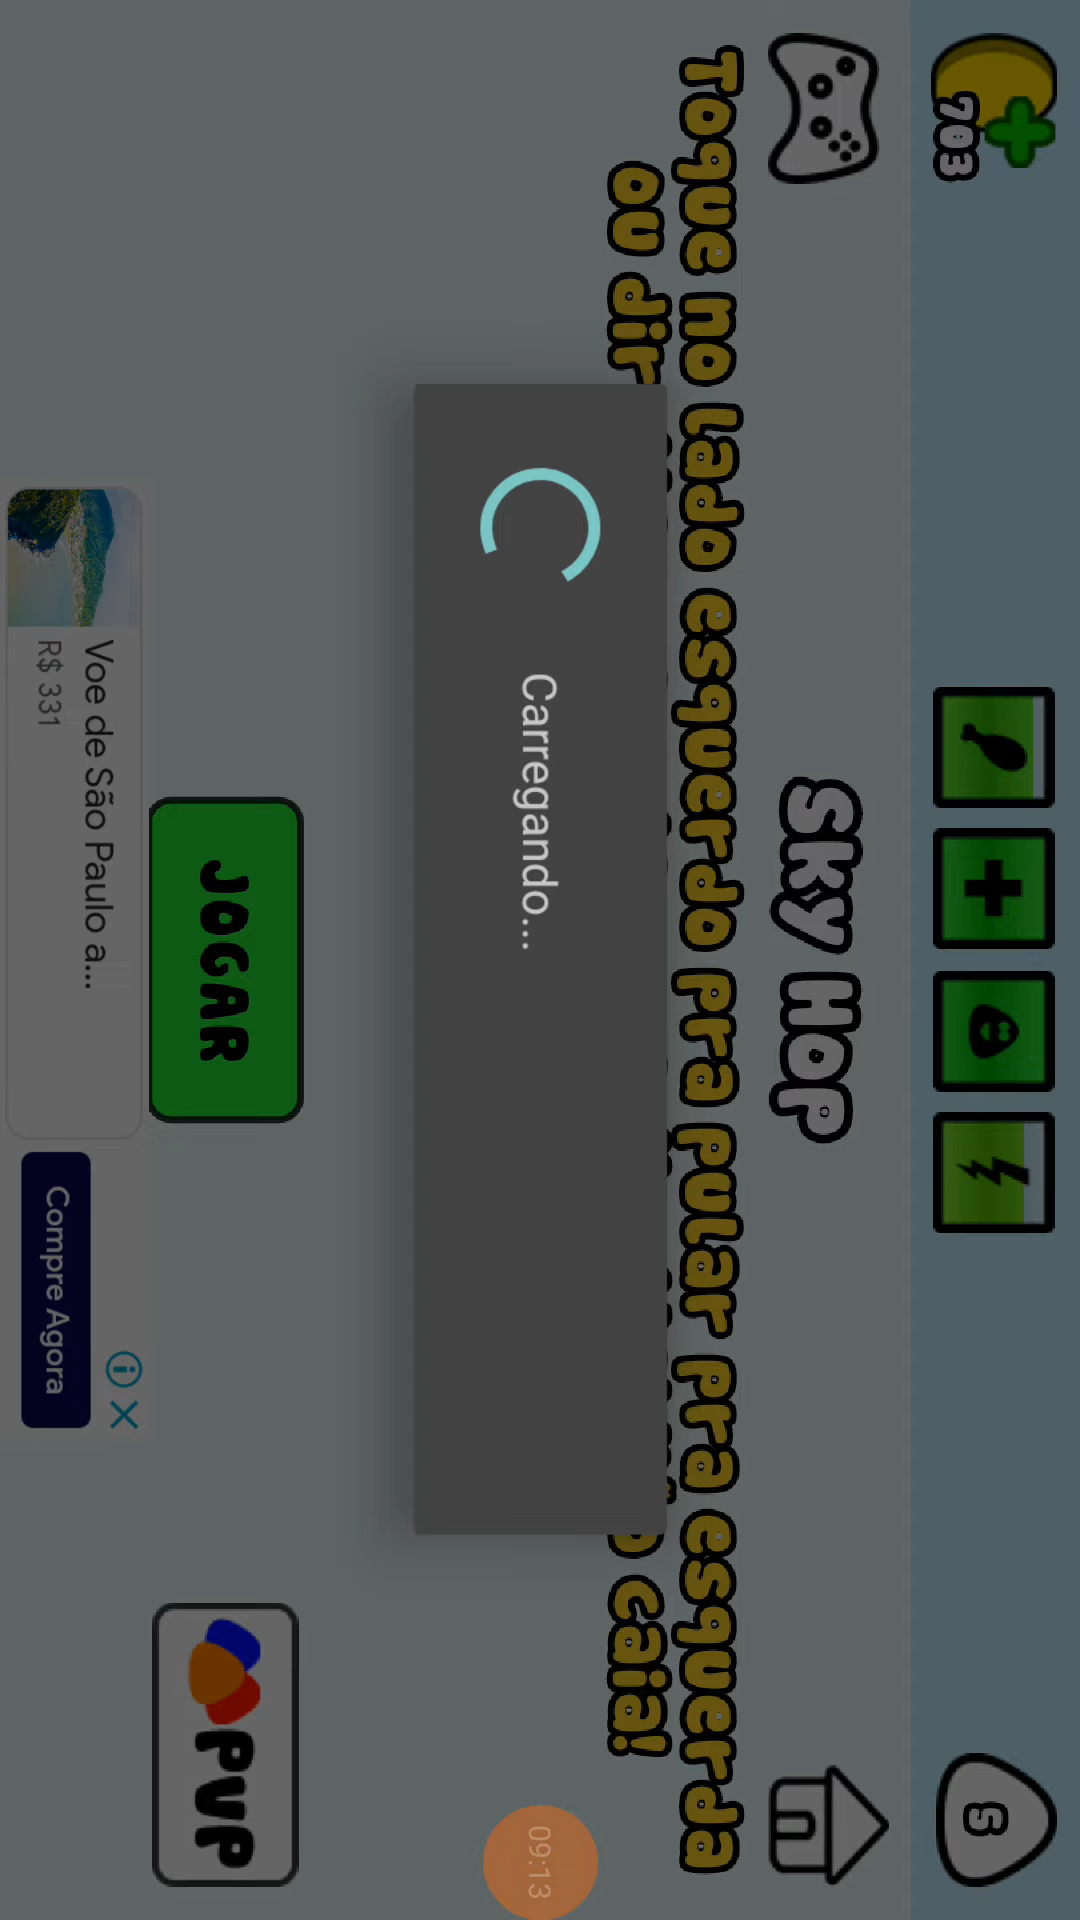 703
5
Sky Hop
Toque no lado esquerdo pra pular pra esquerda
ou dir
caia!
Carregando...
JOGAR
PVP
Voe de São Paulo a...
R$ 331
Compre Agora
09:13